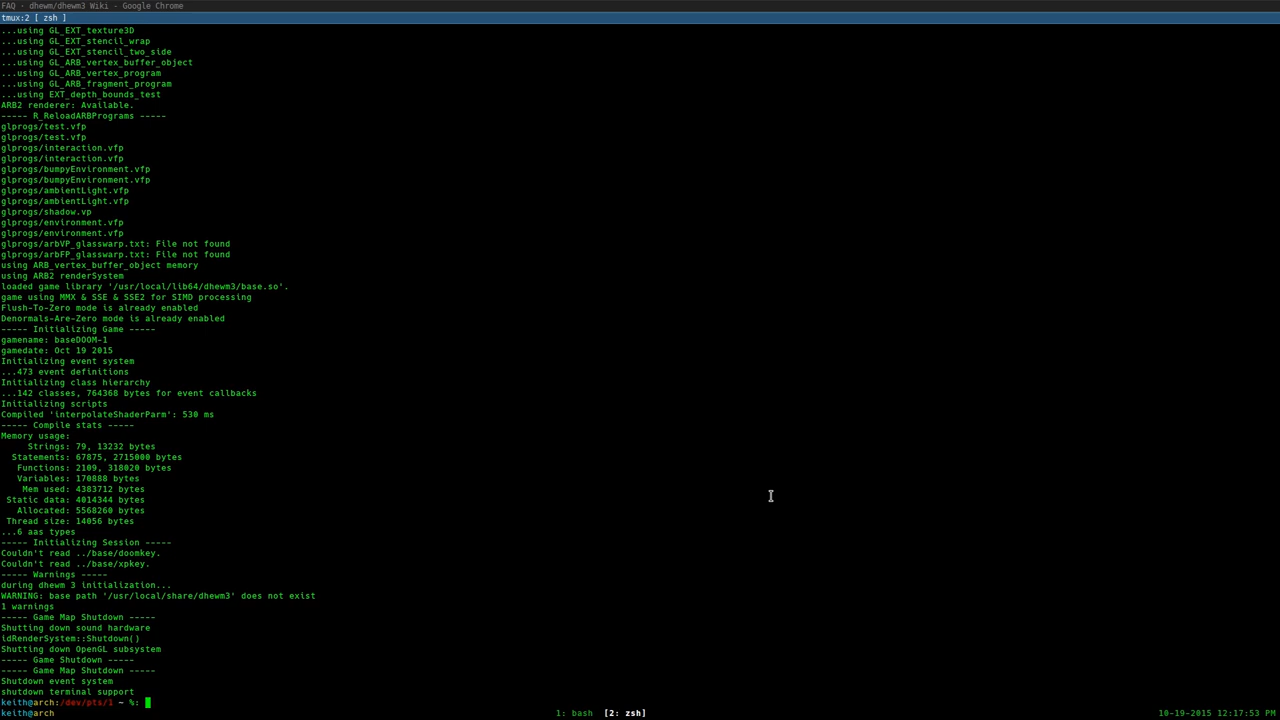 FAQ · dhewm/dhewm3 Wiki - Google Chrome
tmux:2 [ zsh ]
...using GL_EXT_texture3D
...using GL_EXT_stencil_wrap
...using GL_EXT_stencil_two_side
...using GL_ARB_vertex_buffer_object
...using GL_ARB_vertex_program
...using GL_ARB_fragment_program
...using EXT_depth_bounds_test
ARB2 renderer: Available.
----- R_ReloadARBPrograms -----
glprogs/test.vfp
glprogs/test.vfp
glprogs/interaction.vfp
glprogs/interaction.vfp
glprogs/bumpyEnvironment.vfp
glprogs/bumpyEnvironment.vfp
glprogs/ambientLight.vfp
glprogs/ambientLight.vfp
glprogs/shadow.vp
glprogs/environment.vfp
glprogs/environment.vfp
glprogs/arbVP_glasswarp.txt: File not found
glprogs/arbFP_glasswarp.txt: File not found
using ARB_vertex_buffer_object memory
using ARB2 renderSystem
loaded game library '/usr/local/lib64/dhewm3/base.so'.
game using MMX & SSE & SSE2 for SIMD processing
Flush-To-Zero mode is already enabled
Denormals-Are-Zero mode is already enabled
----- Initializing Game -----
gamename: baseDOOM-1
gamedate: Oct 19 2015
Initializing event system
...473 event definitions
Initializing class hierarchy
...142 classes, 764368 bytes for event callbacks
Initializing scripts
Compiled 'interpolateShaderParm': 530 ms
----- Compile stats -----
Memory usage:
     Strings: 79, 13232 bytes
  Statements: 67875, 2715000 bytes
   Functions: 2109, 318020 bytes
   Variables: 170888 bytes
    Mem used: 4383712 bytes
 Static data: 4014344 bytes
   Allocated: 5568260 bytes
 Thread size: 14056 bytes
...6 aas types
----- Initializing Session -----
Couldn't read ../base/doomkey.
Couldn't read ../base/xpkey.
----- Warnings -----
during dhewm 3 initialization...
WARNING: base path '/usr/local/share/dhewm3' does not exist
1 warnings
----- Game Map Shutdown -----
Shutting down sound hardware
idRenderSystem::Shutdown()
Shutting down OpenGL subsystem
----- Game Shutdown -----
----- Game Map Shutdown -----
Shutdown event system
shutdown terminal support
keith@arch:/dev/pts/1 ~ %:
keith@arch 1: bash [2: zsh] 10-19-2015 12:17:53 PM